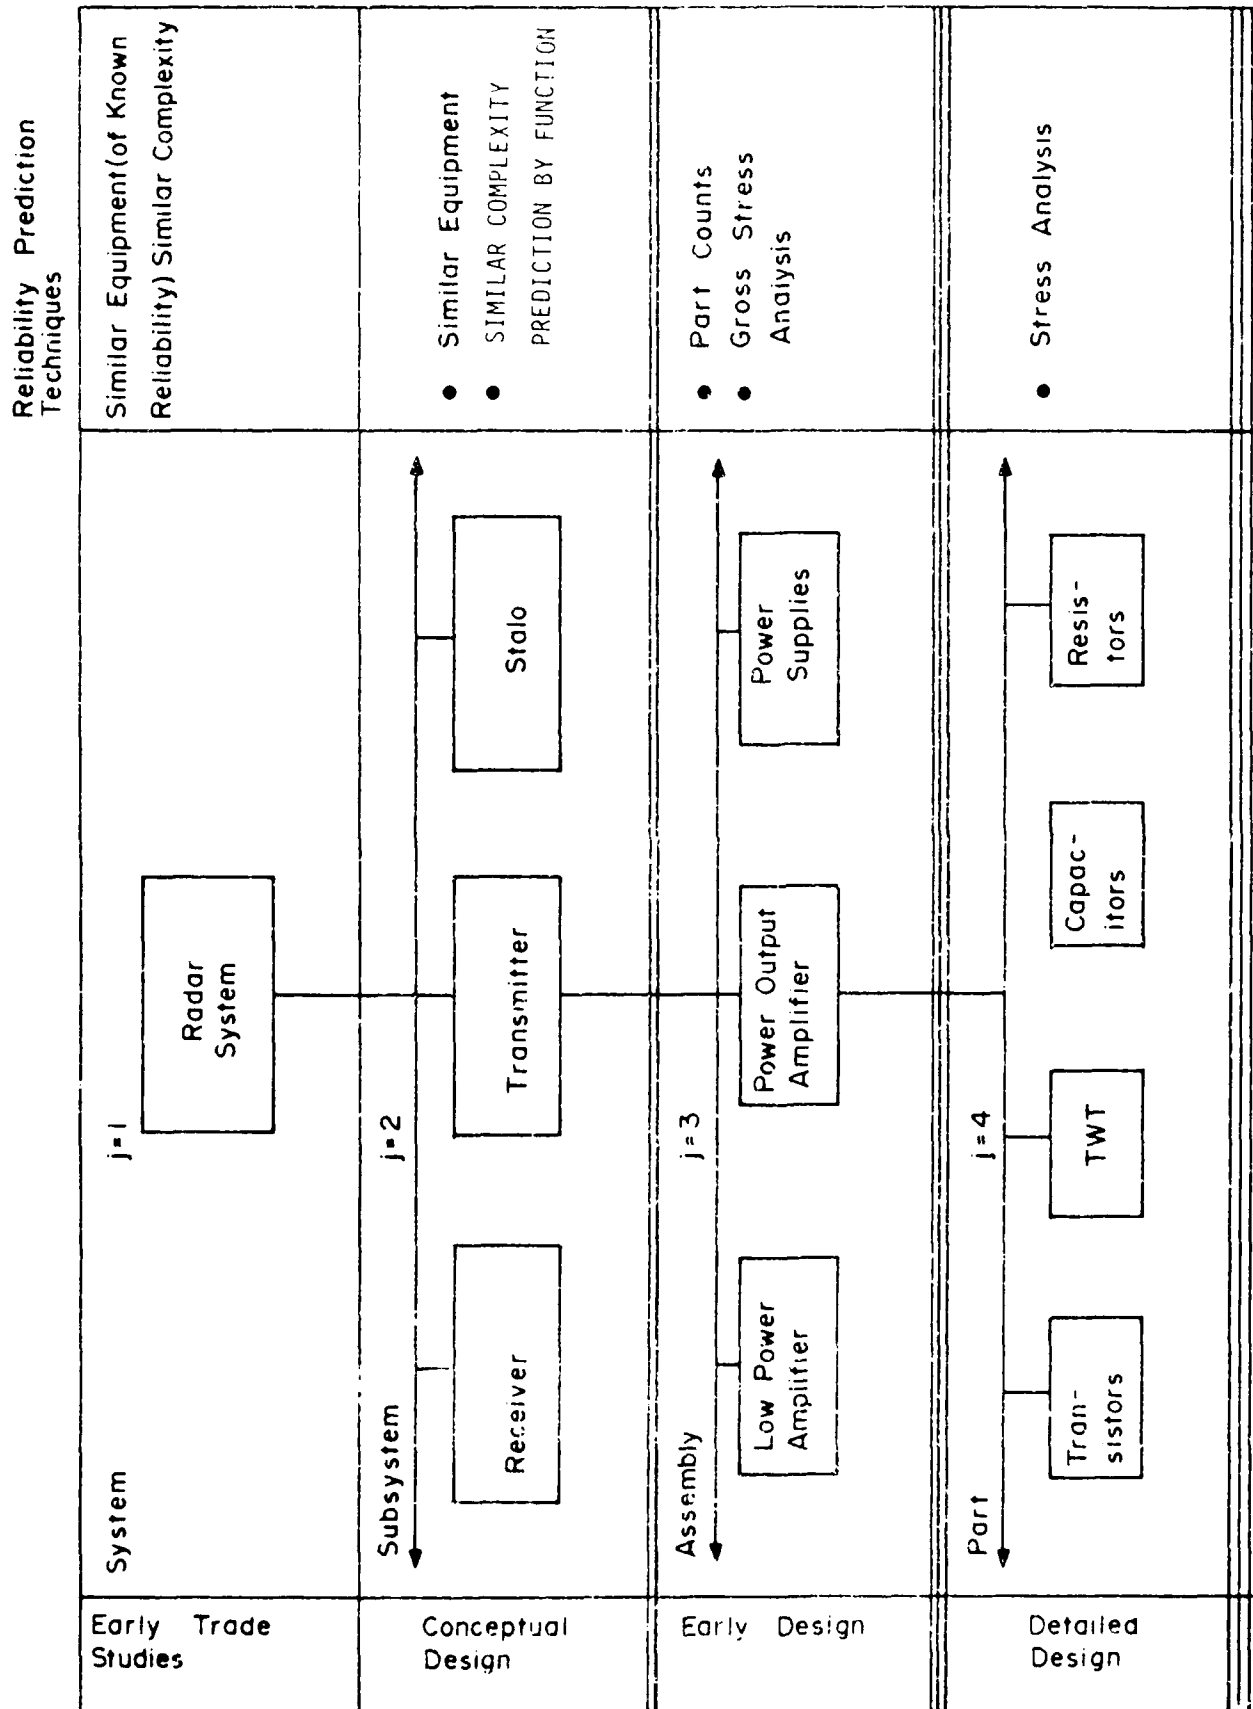 Reliability Prediction
Techniques
Early Trade
Studies
System
j=1
Radar
System
Similar Equipment(of Known
Reliability) Similar Complexity
Conceptual
Design
Subsystem
j=2
Receiver
Transmitter
Stalo
● Similar Equipment
● SIMILAR COMPLEXITY
PREDICTION BY FUNCTION
Early Design
Assembly
j=3
Low Power
Amplifier
Power Output
Amplifier
Power
Supplies
● Part Counts
● Gross Stress
Analysis
Detailed
Design
Part
j=4
Tran-
sistors
TWT
Capac-
itors
Resis-
tors
● Stress Analysis